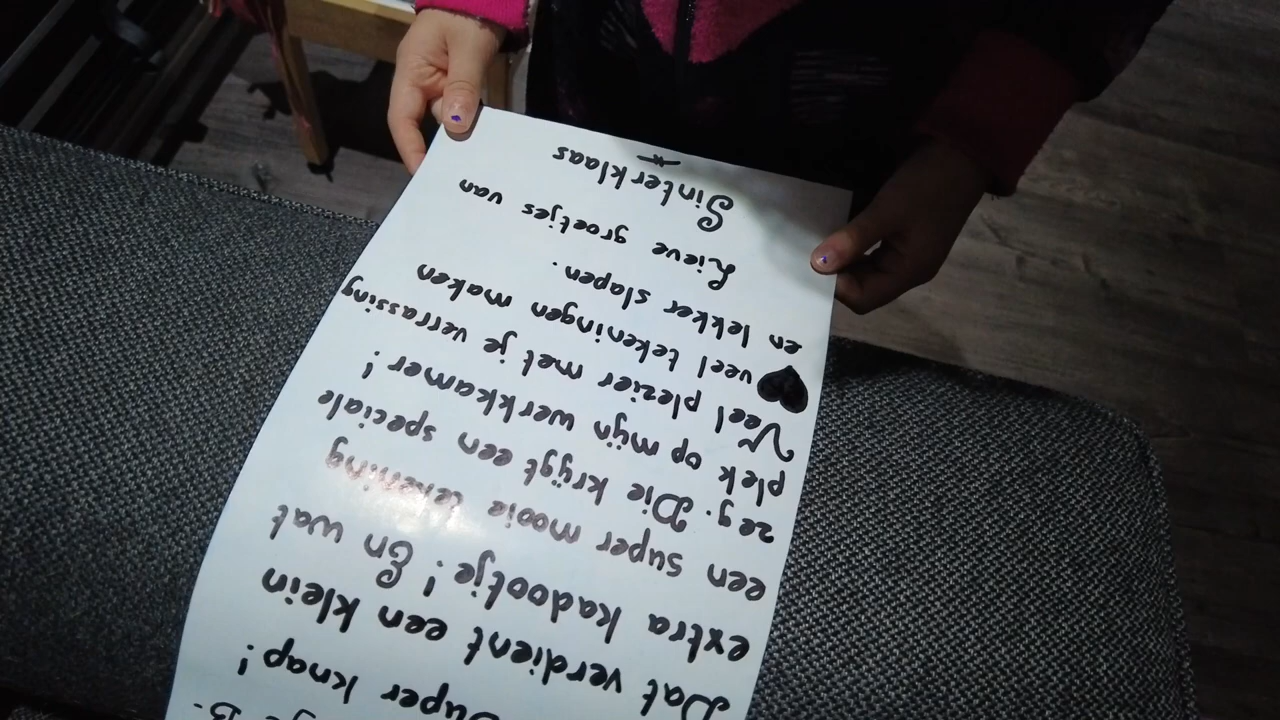 B.
Super knap!
Dat verdient een klein
extra kadootje! En wat
een super mooie tekening
zeg. Die krijgt een speciale
plek op mijn werkkamer!
Veel plezier met je verrassing
veel tekeningen maken
en lekker slapen.
Lieve groetjes van
Sinterklaas